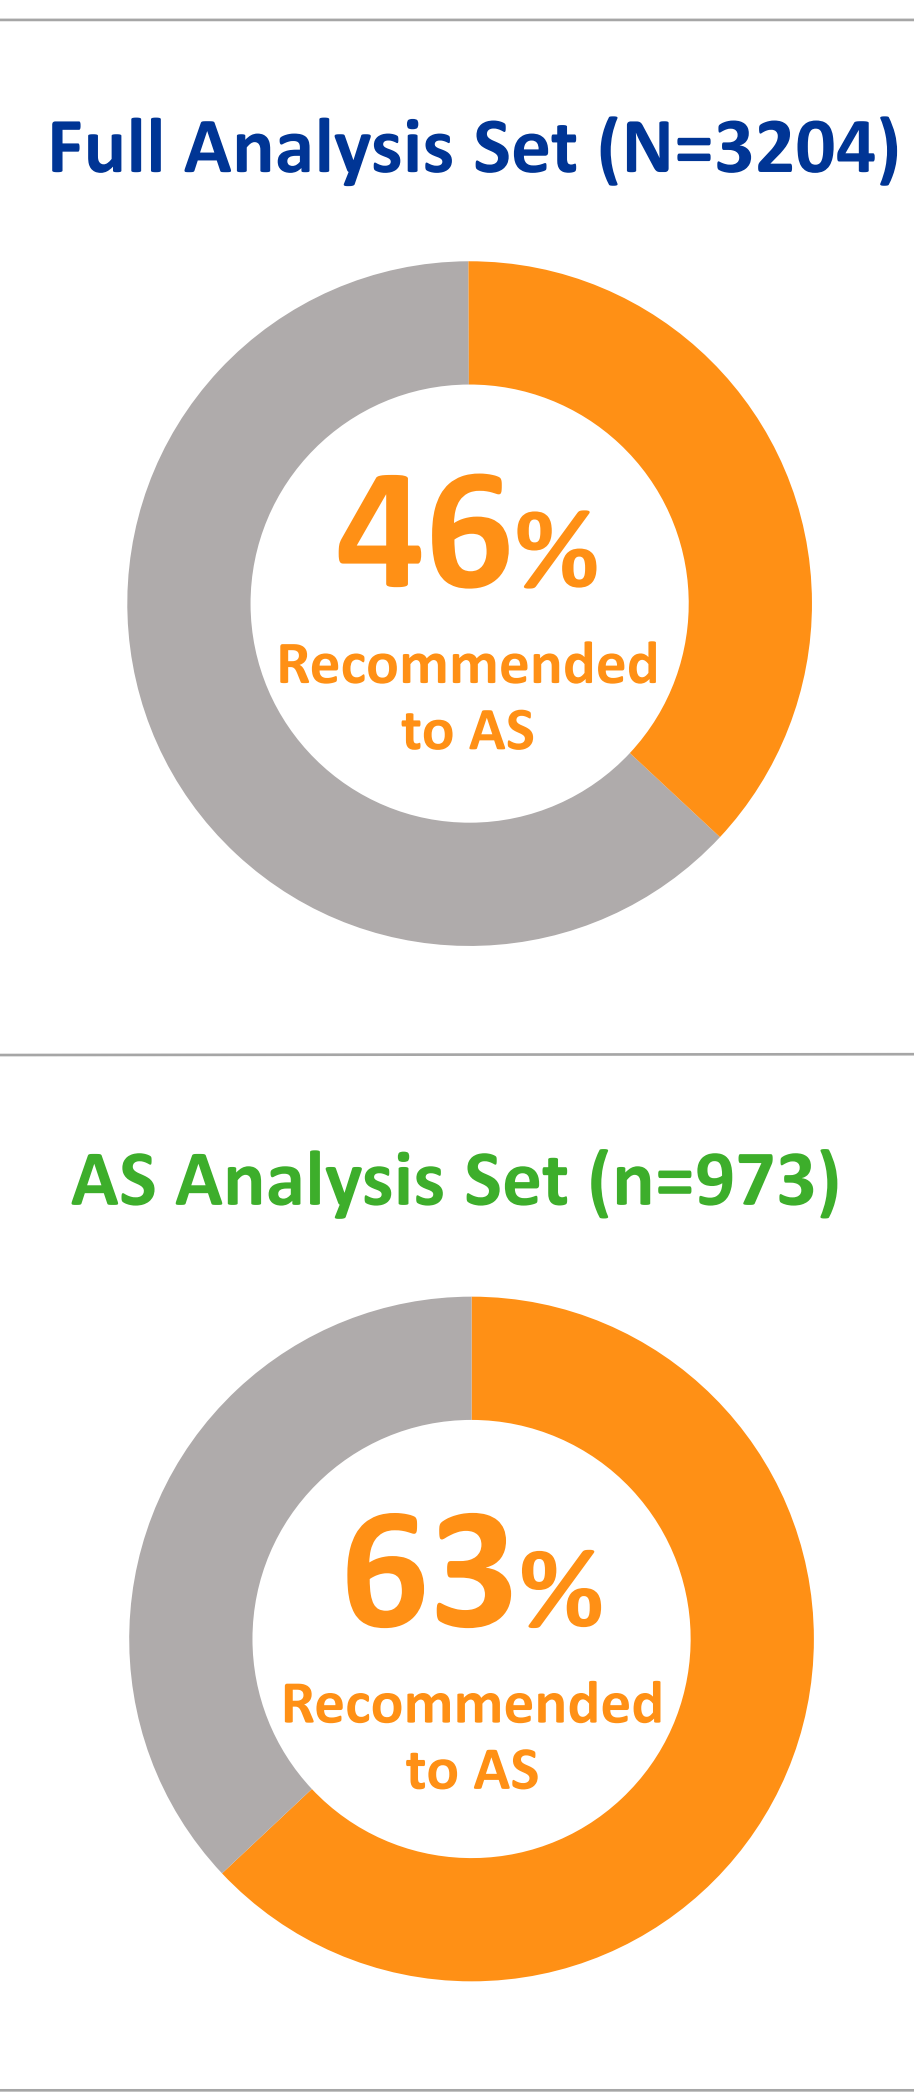 Full Analysis Set (N=3204)
46%
Recommended
to AS
AS Analysis Set (n=973)
63%
Recommended
to AS